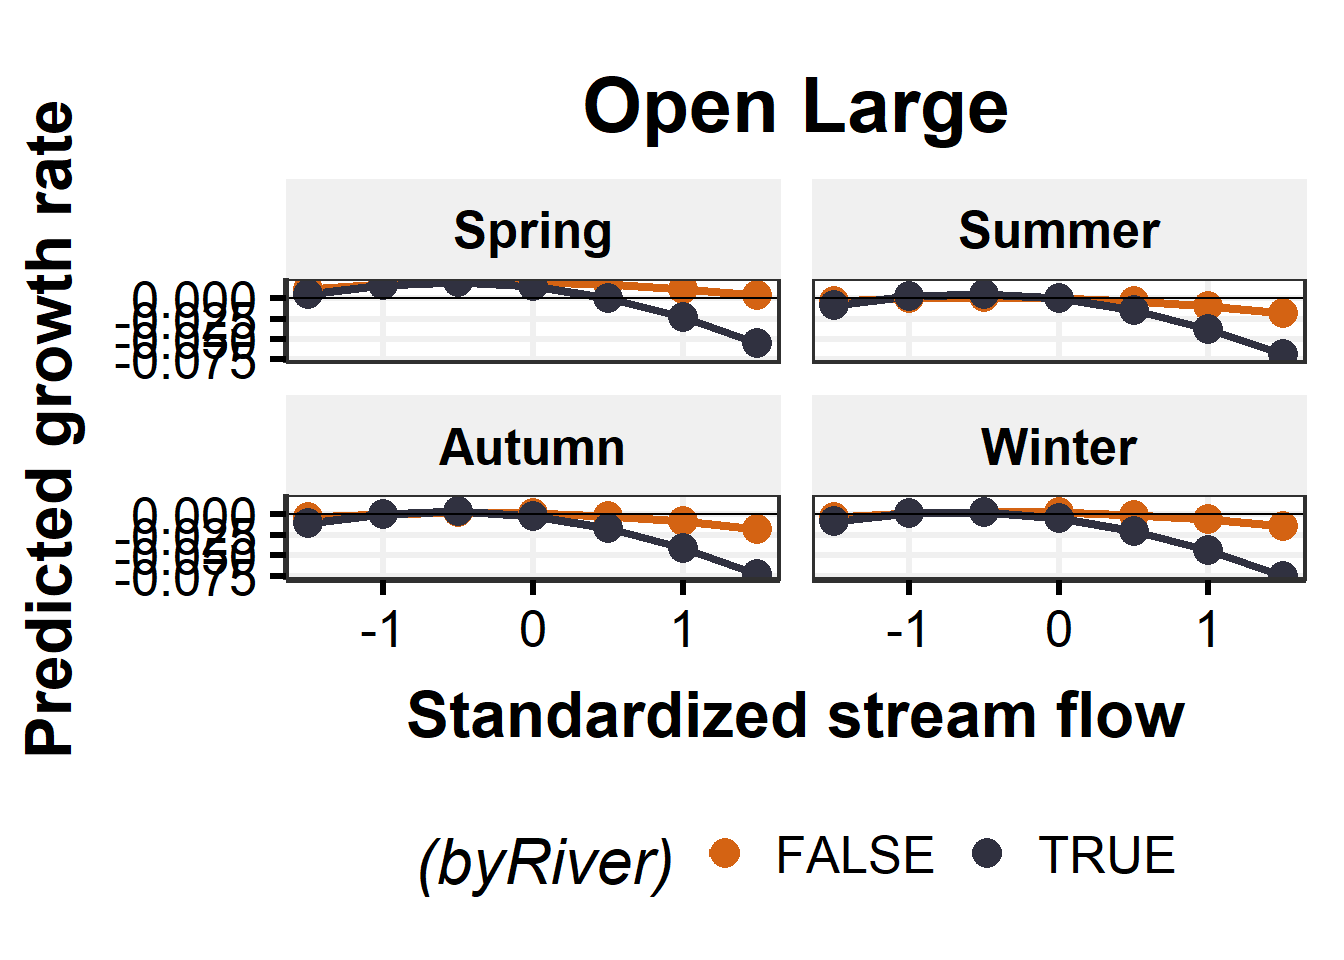 Open Large
Predicted growth rate
Spring
Summer
0.000
-0.025
-0.050
-0.075
Autumn
Winter
0.000
-0.025
-0.050
-0.075
-1
0
1
-1
0
1
Standardized stream flow
(byRiver) FALSE TRUE